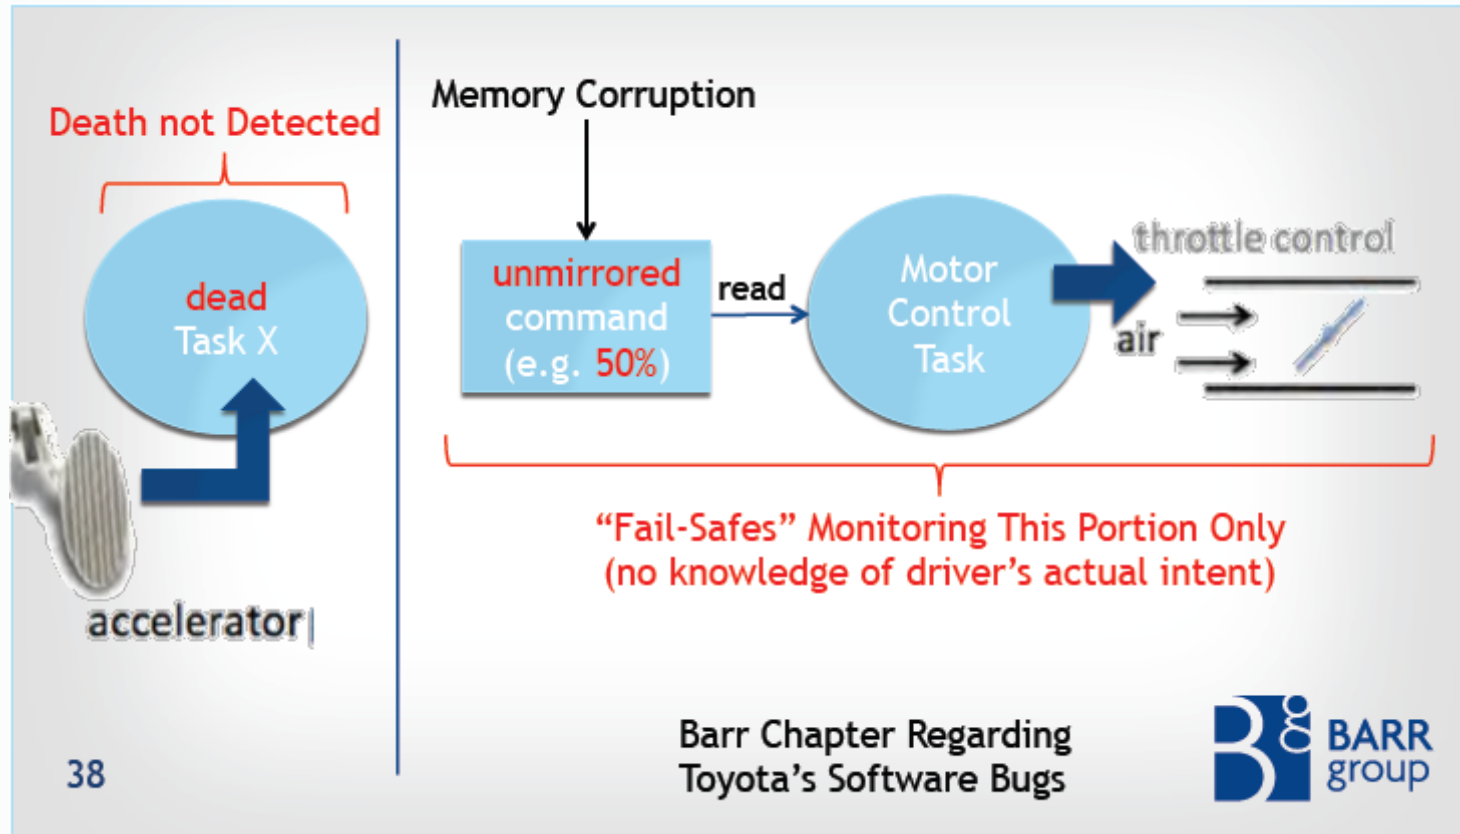 Death not Detected
dead
Task X
accelerator
Memory Corruption
unmirrored
command
(e.g. 50%)
read
Motor
Control
Task
throttle control
air
“Fail-Safes” Monitoring This Portion Only
(no knowledge of driver’s actual intent)
Barr Chapter Regarding
Toyota’s Software Bugs
38
BARR
group